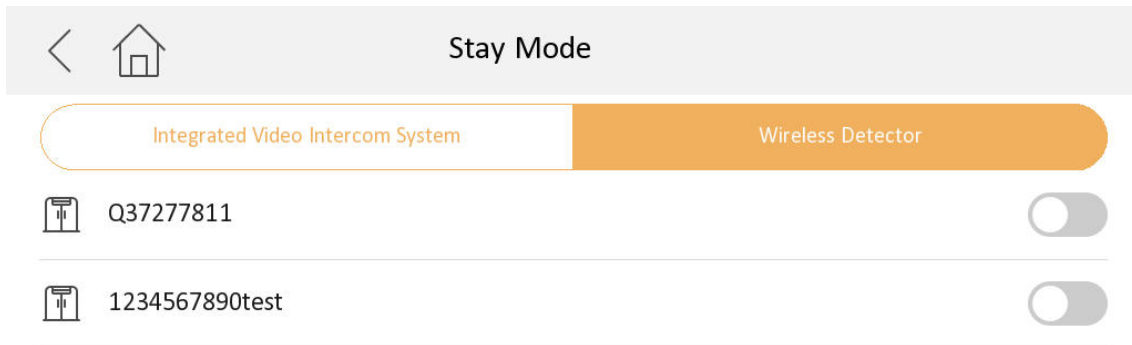 Stay Mode
Integrated Video Intercom System
Wireless Detector
Q37277811
1234567890test